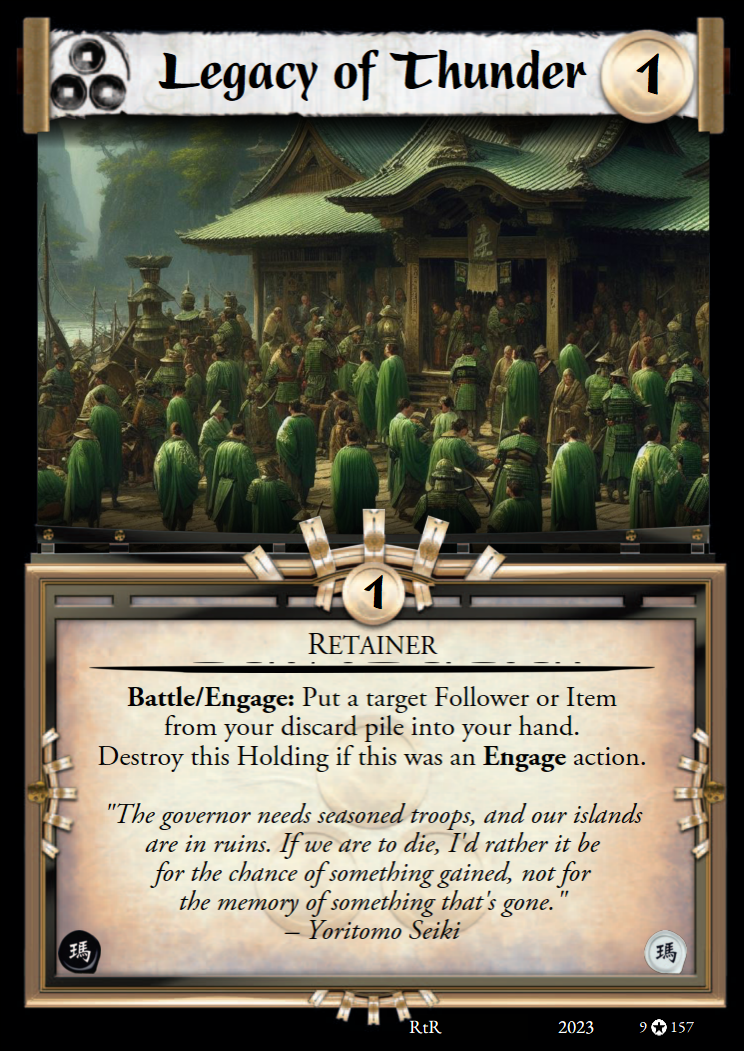 Legacy of Thunder 1
1
RETAINER
Battle/Engage: Put a target Follower or Item
from your discard pile into your hand.
Destroy this Holding if this was an Engage action.
"The governor needs seasoned troops, and our islands
are in ruins. If we are to die, I'd rather it be
for the chance of something gained, not for
the memory of something that's gone."
– Yoritomo Seiki
瑪 瑪
RtR 2023 9 ✪ 157